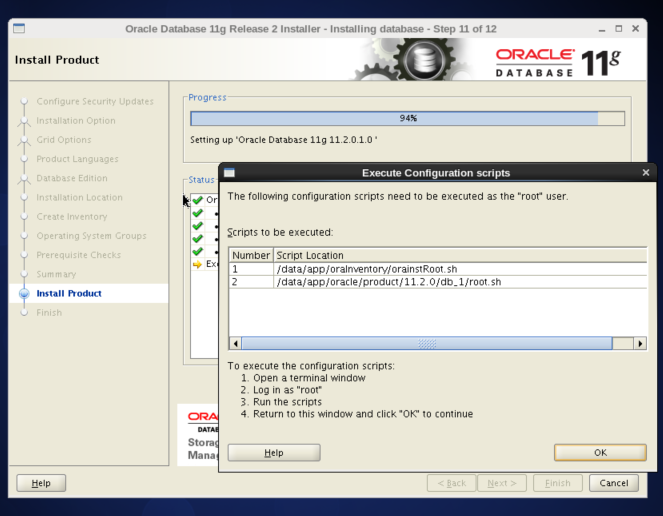 Oracle Database 11g Release 2 Installer - Installing database - Step 11 of 12
Install Product
ORACLE
DATABASE
11g
Configure Security Updates
Installation Option
Grid Options
Product Languages
Database Edition
Installation Location
Create Inventory
Operating System Groups
Prerequisite Checks
Summary
Install Product
Finish
Progress
94%
Setting up 'Oracle Database 11g 11.2.0.1.0 '
Status
Execute Configuration scripts
The following configuration scripts need to be executed as the "root" user.
Scripts to be executed:
Number Script Location
1 /data/app/oraInventory/orainstRoot.sh
2 /data/app/oracle/product/11.2.0/db_1/root.sh
To execute the configuration scripts:
1. Open a terminal window
2. Log in as "root"
3. Run the scripts
4. Return to this window and click "OK" to continue
Help
OK
Help
< Back
Next >
Finish
Cancel